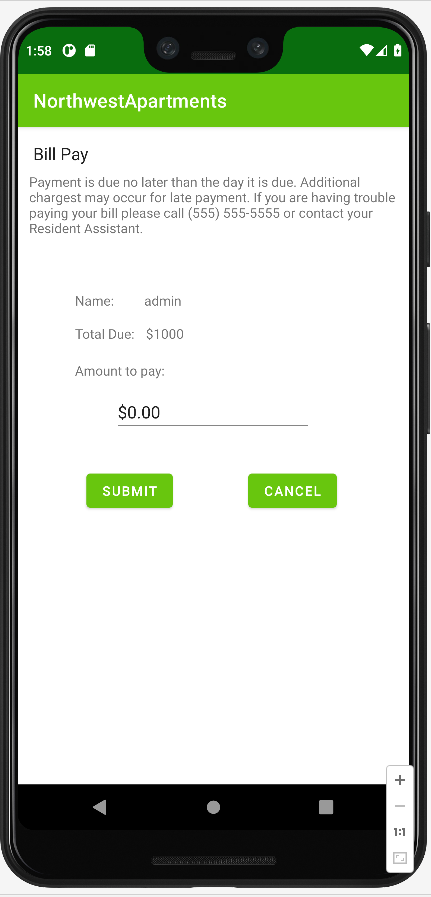 1:58
NorthwestApartments
Bill Pay
Payment is due no later than the day it is due. Additional
chargest may occur for late payment. If you are having trouble
paying your bill please call (555) 555-5555 or contact your
Resident Assistant.
Name: admin
Total Due: $1000
Amount to pay:
$0.00
SUBMIT CANCEL
1:1